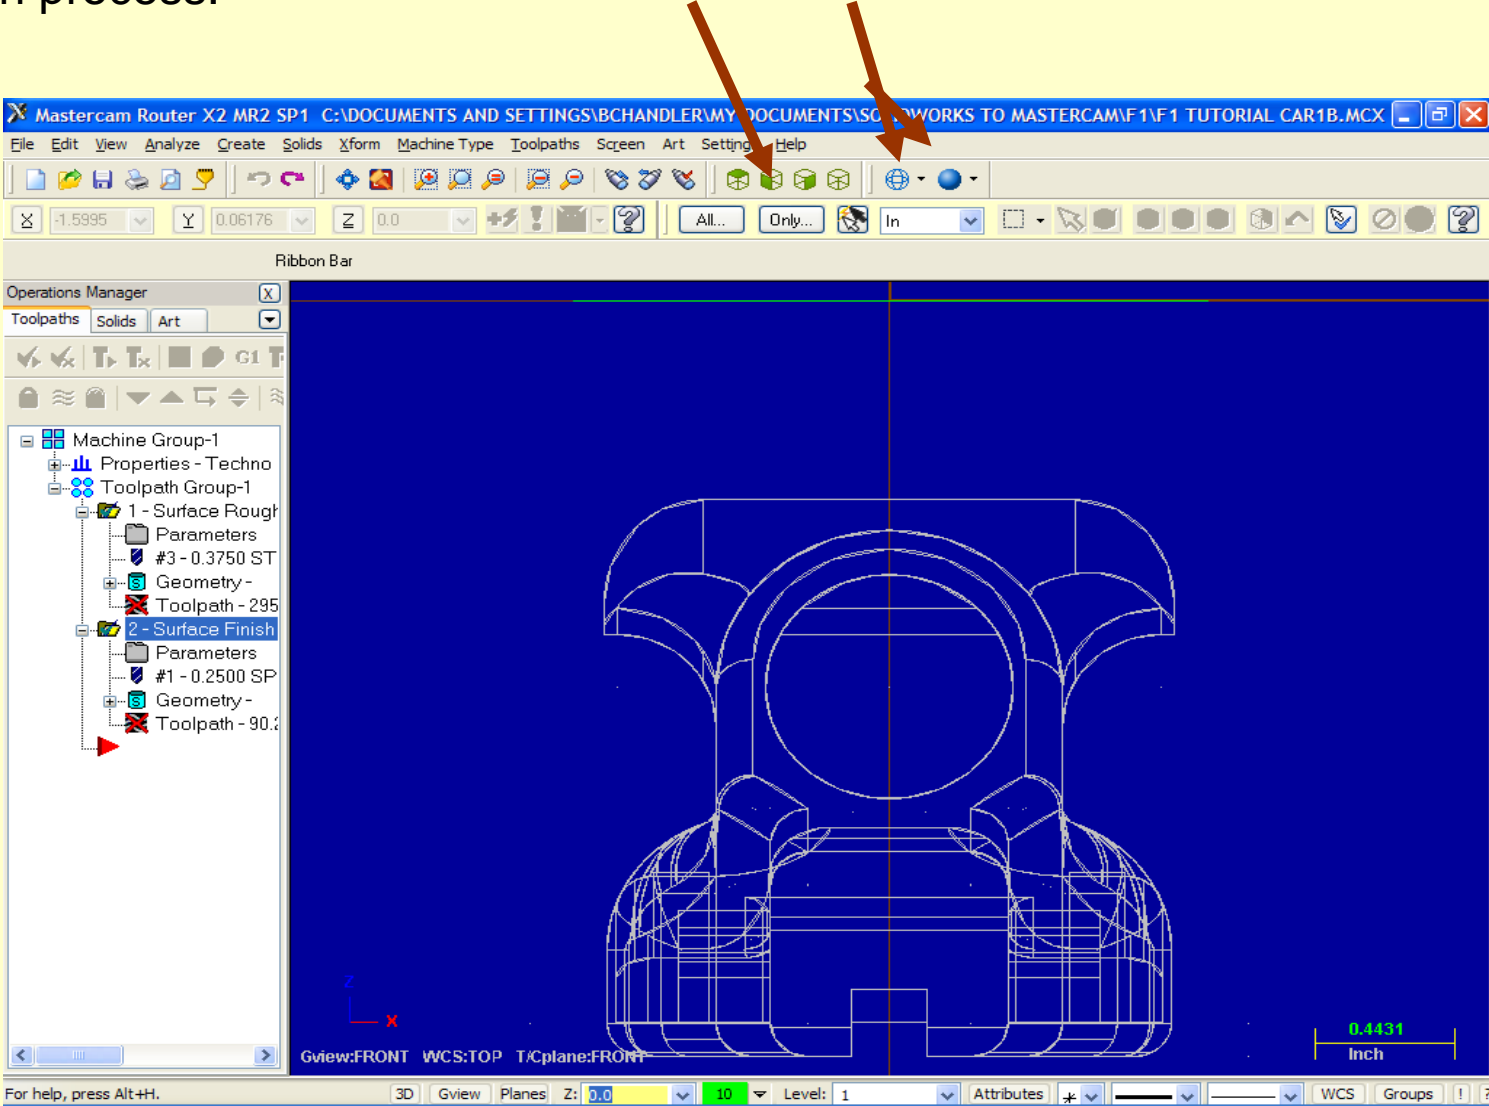 n process.
Mastercam Router X2 MR2 SP1 C:\DOCUMENTS AND SETTINGS\BCHANDLER\MY DOCUMENTS\SOLIDWORKS TO MASTERCAM\F1\F1 TUTORIAL CAR1B.MCX
File Edit View Analyze Create Solids Xform Machine Type Toolpaths Screen Art Settings Help
X -1.5995 Y 0.06176 Z 0.0 All... Only... In
Ribbon Bar
Operations Manager
Toolpaths Solids Art
G1
Machine Group-1
Properties - Techno
Toolpath Group-1
1 - Surface Rough
Parameters
#3 - 0.3750 ST
Geometry -
Toolpath - 295
2 - Surface Finish
Parameters
#1 - 0.2500 SP
Geometry -
Toolpath - 90.2
Z
X
0.4431
Inch
Gview:FRONT WCS:TOP T/Cplane:FRONT
For help, press Alt+H. 3D Gview Planes Z: 0.0 10 Level: 1 Attributes WCS Groups ! ?